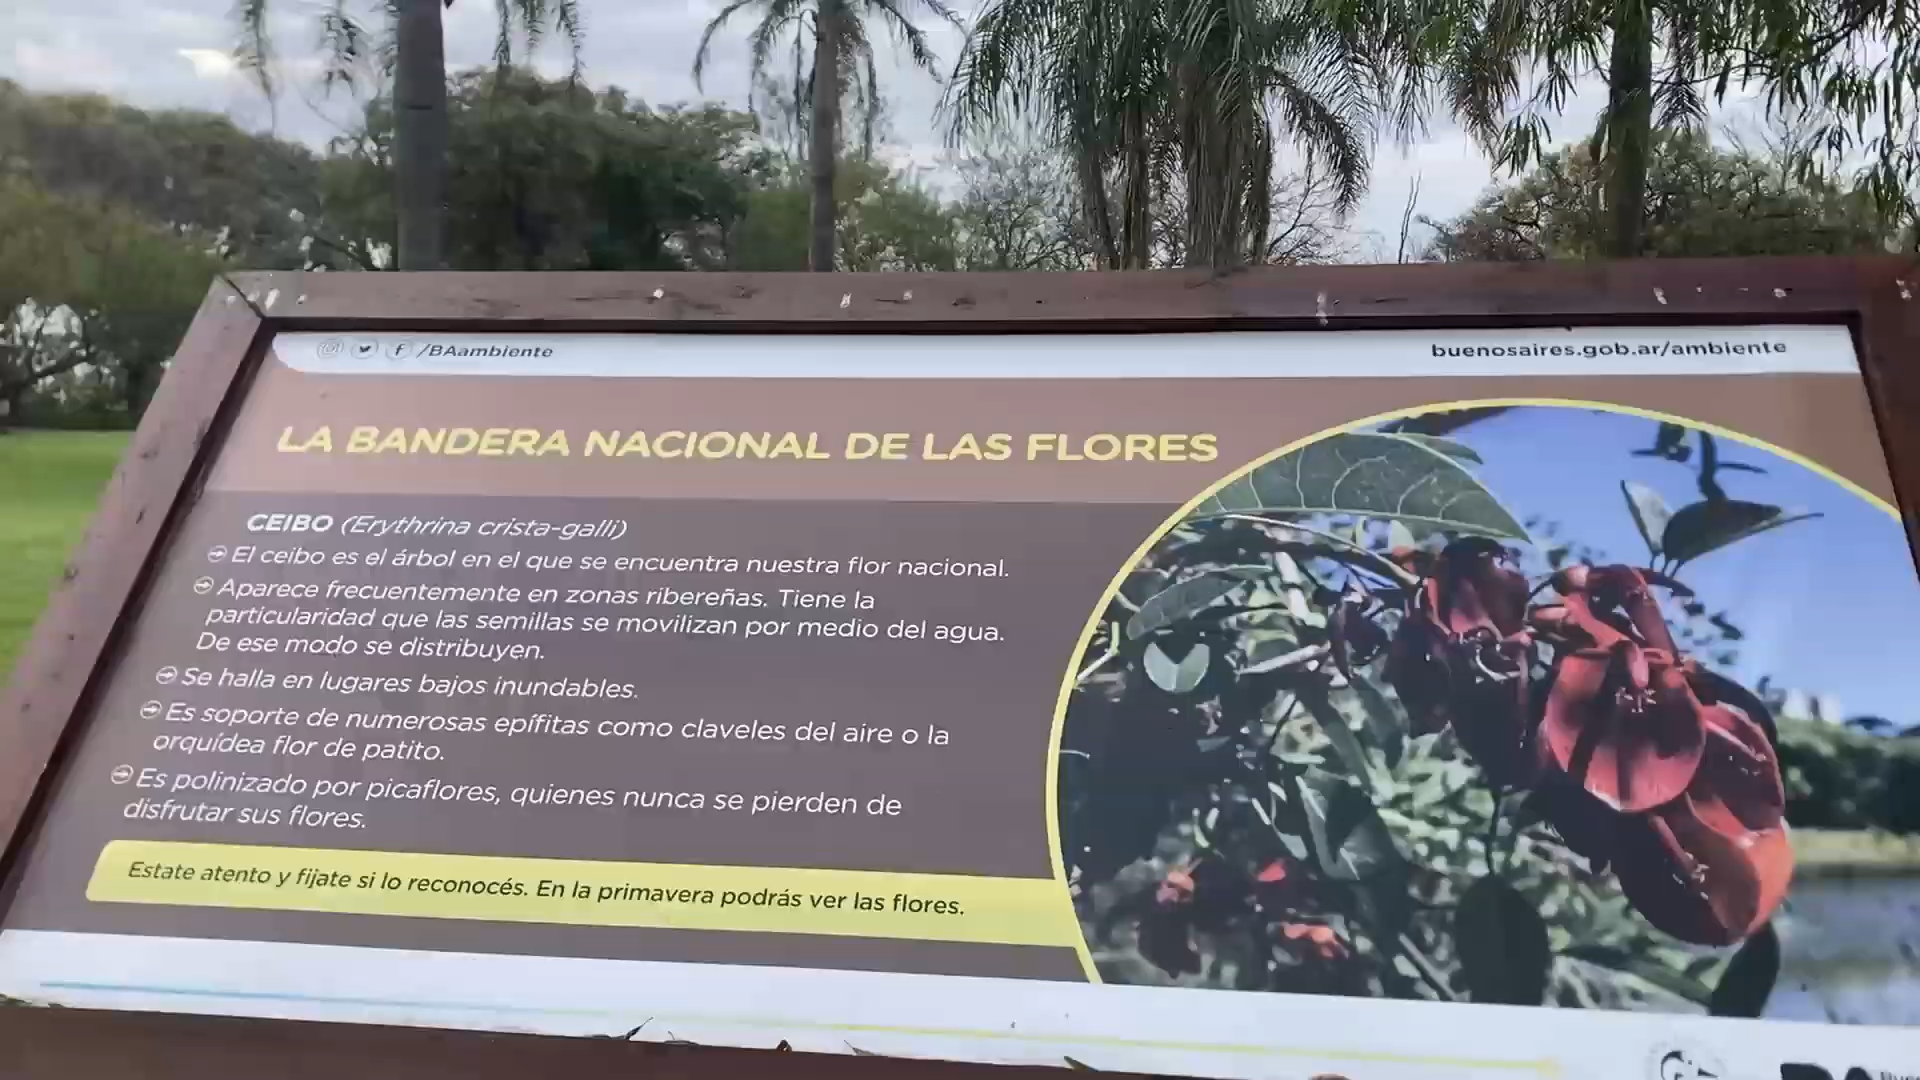 /BAambiente
buenosaires.gob.ar/ambiente
LA BANDERA NACIONAL DE LAS FLORES
CEIBO (Erythrina crista-galli)
El ceibo es el árbol en el que se encuentra nuestra flor nacional.
Aparece frecuentemente en zonas ribereñas. Tiene la
particularidad que las semillas se movilizan por medio del agua.
De ese modo se distribuyen.
Se halla en lugares bajos inundables.
Es soporte de numerosas epífitas como claveles del aire o la
orquídea flor de patito.
Es polinizado por picaflores, quienes nunca se pierden de
disfrutar sus flores.
Estate atento y fijate si lo reconocés. En la primavera podrás ver las flores.